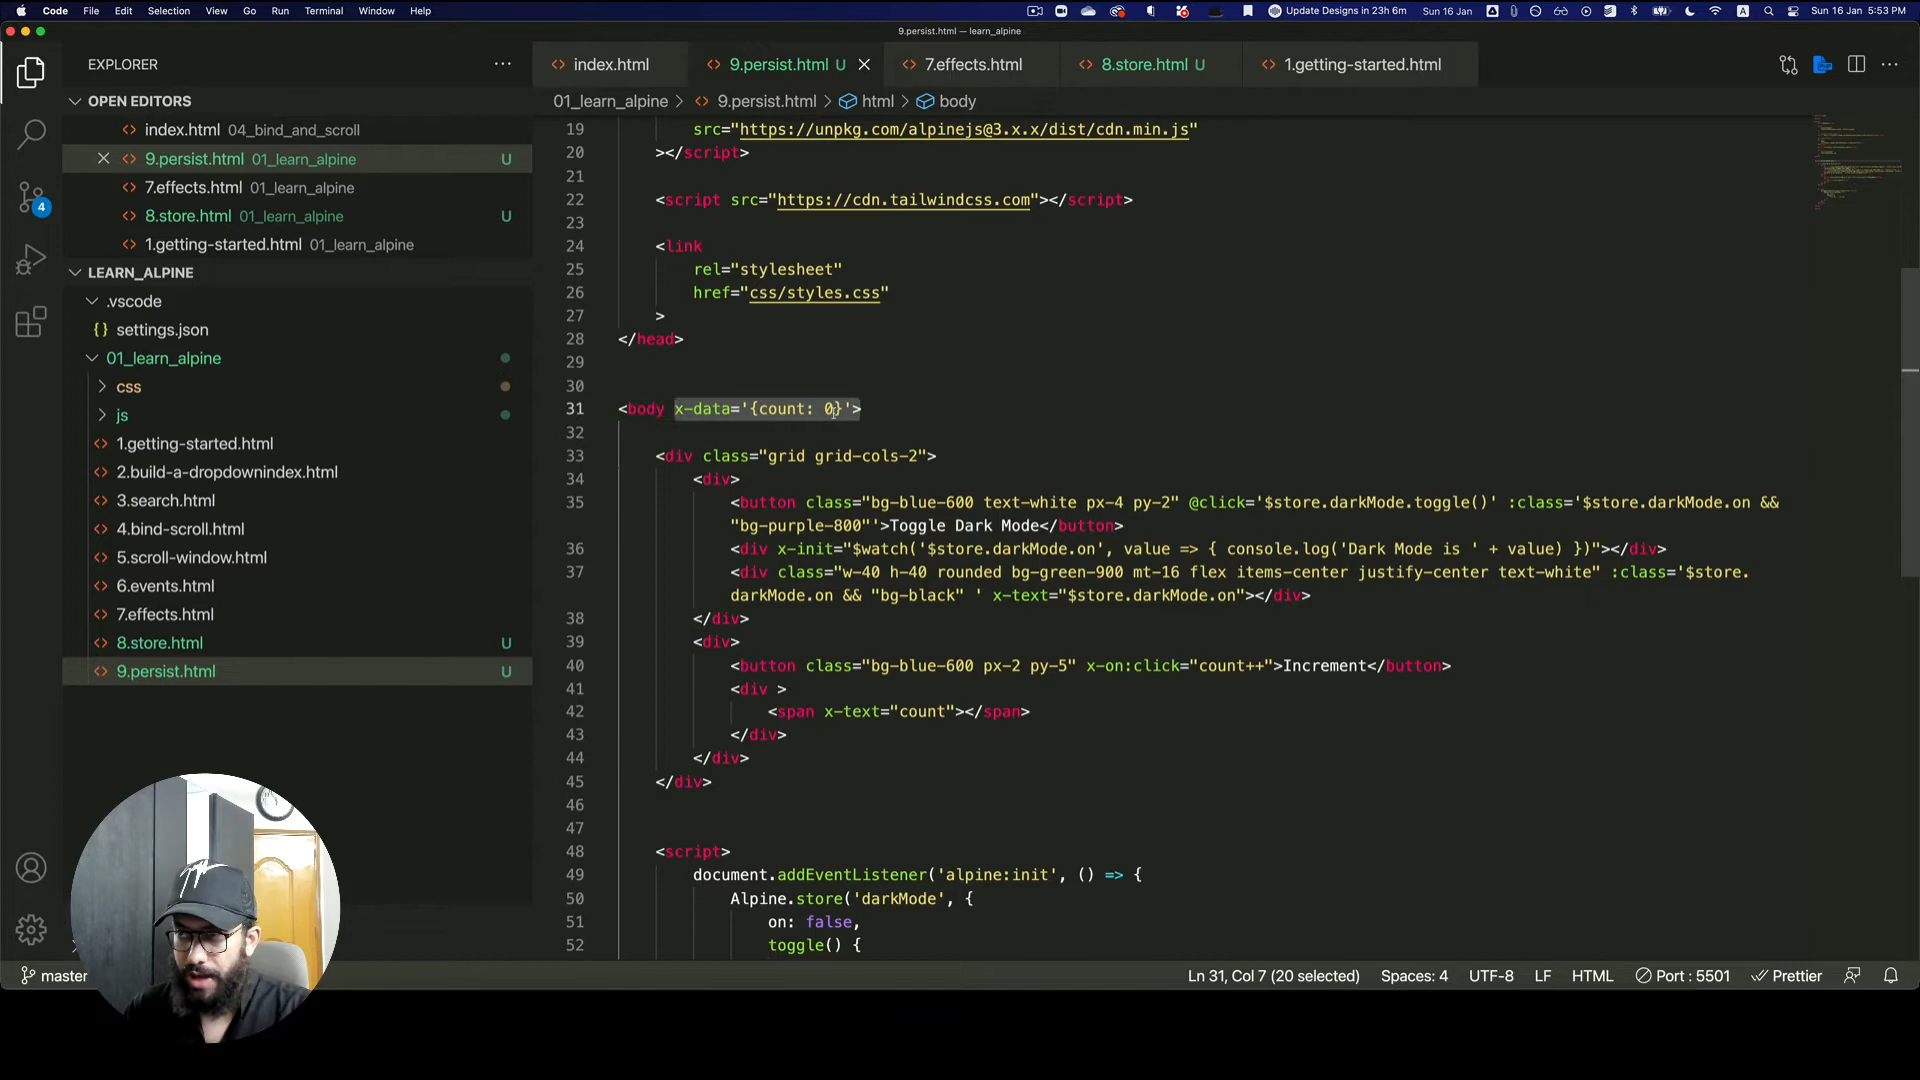 Code File Edit Selection View Go Run Terminal Window Help Update Designs in 23h 6m Sun 16 Jan Sun 16 Jan 5:53 PM
9.persist.html — learn_alpine
EXPLORER
OPEN EDITORS
index.html 04_bind_and_scroll
9.persist.html 01_learn_alpine U
7.effects.html 01_learn_alpine
8.store.html 01_learn_alpine U
1.getting-started.html 01_learn_alpine
LEARN_ALPINE
.vscode
{} settings.json
01_learn_alpine
css
js
1.getting-started.html
2.build-a-dropdownindex.html
3.search.html
4.bind-scroll.html
5.scroll-window.html
6.events.html
7.effects.html
8.store.html U
9.persist.html U
4
index.html 9.persist.html U 7.effects.html 8.store.html U 1.getting-started.html
01_learn_alpine > 9.persist.html > html > body
19 src="https://unpkg.com/alpinejs@3.x.x/dist/cdn.min.js"
20 ></script>
21
22 <script src="https://cdn.tailwindcss.com"></script>
23
24 <link
25 rel="stylesheet"
26 href="css/styles.css"
27 >
28 </head>
29
30
31 <body x-data='{count: 0}'>
32
33 <div class="grid grid-cols-2">
34 <div>
35 <button class="bg-blue-600 text-white px-4 py-2" @click='$store.darkMode.toggle()' :class='$store.darkMode.on &&
"bg-purple-800"'>Toggle Dark Mode</button>
36 <div x-init="$watch('$store.darkMode.on', value => { console.log('Dark Mode is ' + value) })"></div>
37 <div class="w-40 h-40 rounded bg-green-900 mt-16 flex items-center justify-center text-white" :class='$store.
darkMode.on && "bg-black" ' x-text="$store.darkMode.on"></div>
38 </div>
39 <div>
40 <button class="bg-blue-600 px-2 py-5" x-on:click="count++">Increment</button>
41 <div >
42 <span x-text="count"></span>
43 </div>
44 </div>
45 </div>
46
47
48 <script>
49 document.addEventListener('alpine:init', () => {
50 Alpine.store('darkMode', {
51 on: false,
52 toggle() {
master Ln 31, Col 7 (20 selected) Spaces: 4 UTF-8 LF HTML Port : 5501 Prettier